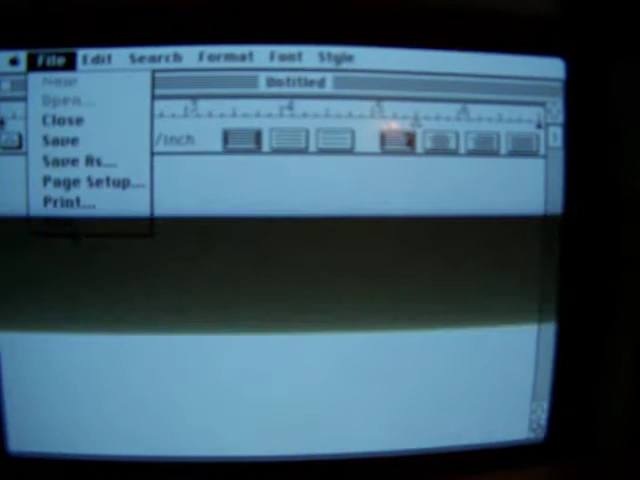 File Edit Search Format Font Style
Untitled
New
Open...
Close
Save
Save As...
Page Setup...
Print...
/inch